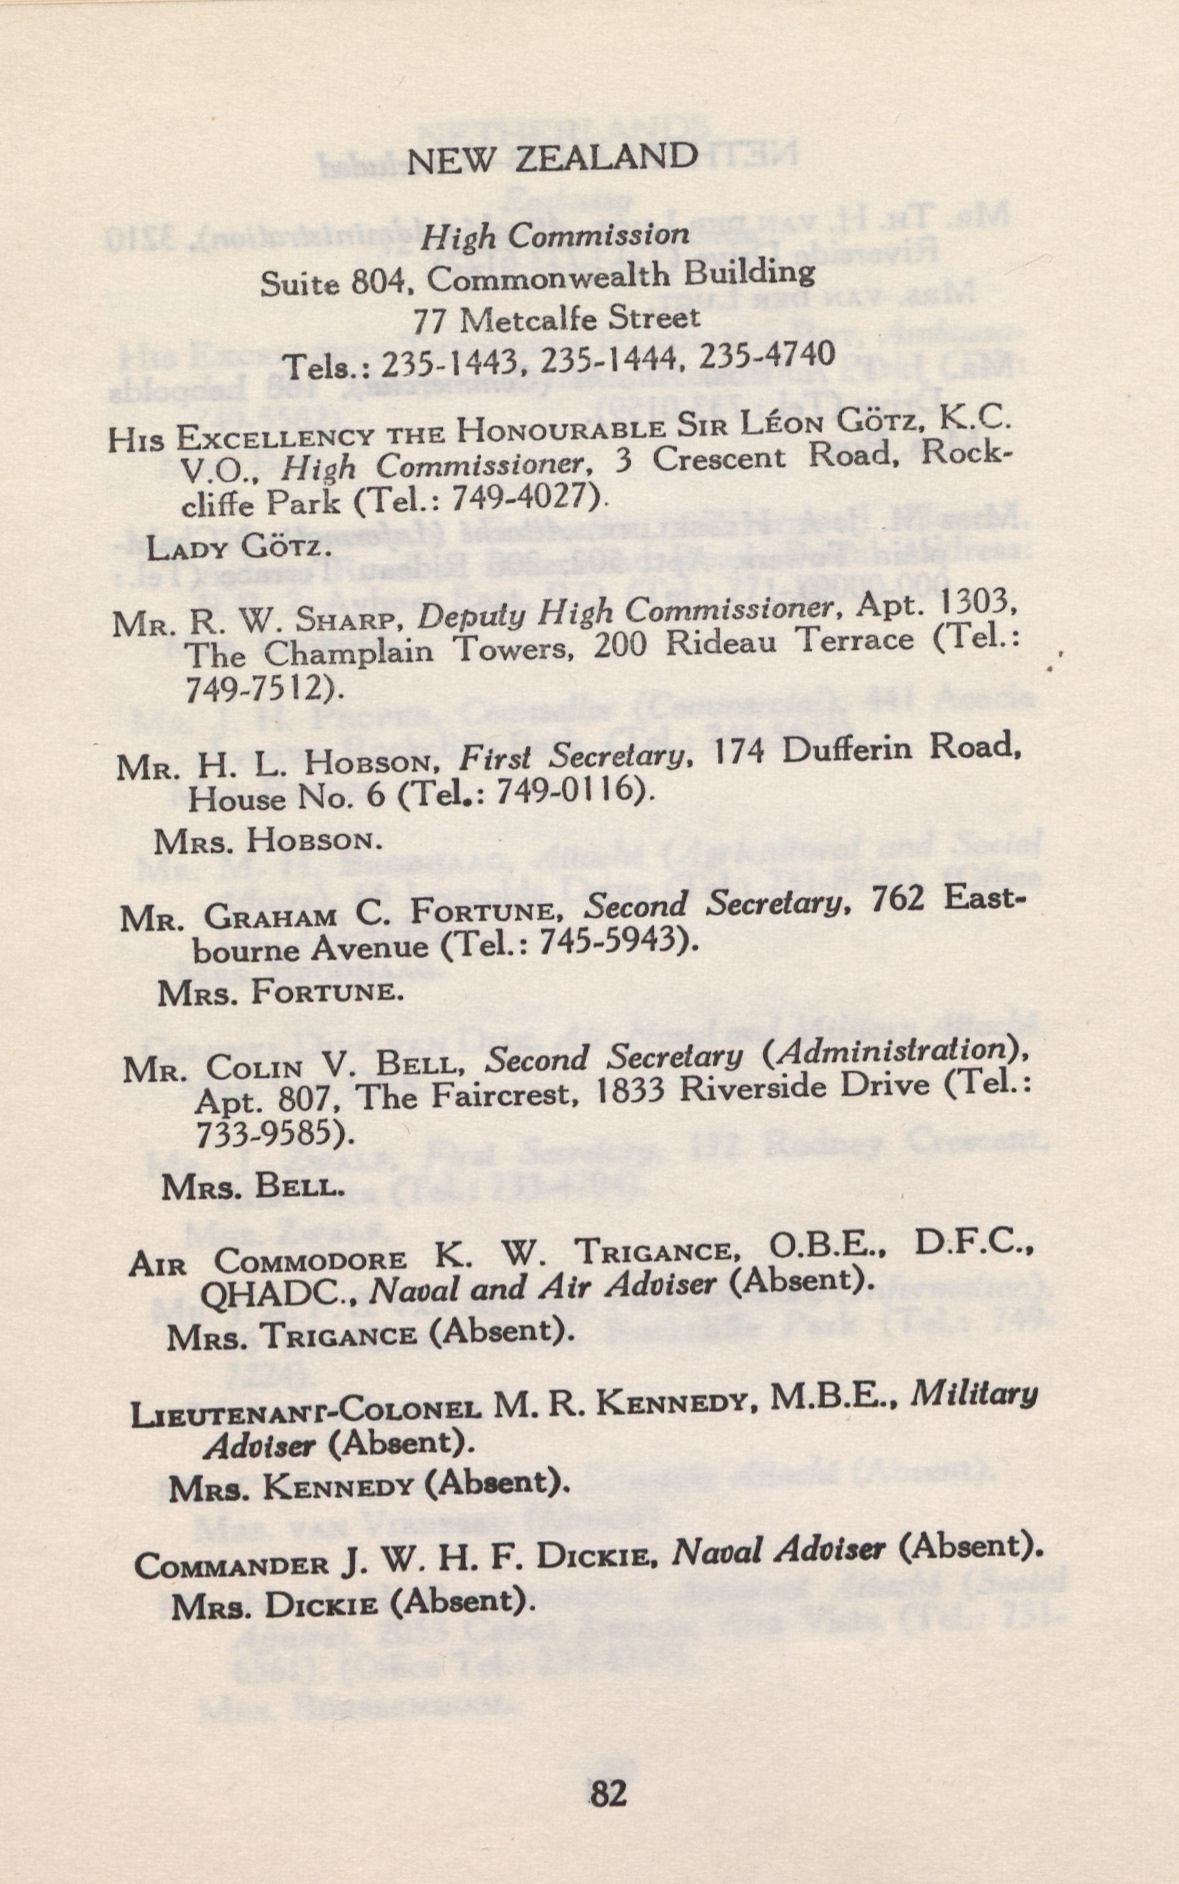 NEW ZEALAND
High Commission
Suite 804, Commonwealth Building
77 Metcalfe Street
Tels.: 235-1443, 235-1444, 235-4740
His Excellency the Honourable Sir Léon Götz, K.C.
V.O., High Commissioner, 3 Crescent Road, Rock-
cliffe Park (Tel.: 749-4027).
Lady Götz.
Mr. R. W. Sharp, Deputy High Commissioner, Apt. 1303,
The Champlain Towers, 200 Rideau Terrace (Tel.:
749-7512).
Mr. H. L. Hobson, First Secretary, 174 Dufferin Road,
House No. 6 (Tel.: 749-0116).
Mrs. Hobson.
Mr. Graham C. Fortune, Second Secretary, 762 East-
bourne Avenue (Tel.: 745-5943).
Mrs. Fortune.
Mr. Colin V. Bell, Second Secretary (Administration),
Apt. 807, The Faircrest, 1833 Riverside Drive (Tel.:
733-9585).
Mrs. Bell.
Air Commodore K. W. Trigance, O.B.E., D.F.C.,
QHADC., Naval and Air Adviser (Absent).
Mrs. Trigance (Absent).
Lieutenant-Colonel M. R. Kennedy, M.B.E., Military
Adviser (Absent).
Mrs. Kennedy (Absent).
Commander J. W. H. F. Dickie, Naval Adviser (Absent).
Mrs. Dickie (Absent).
82